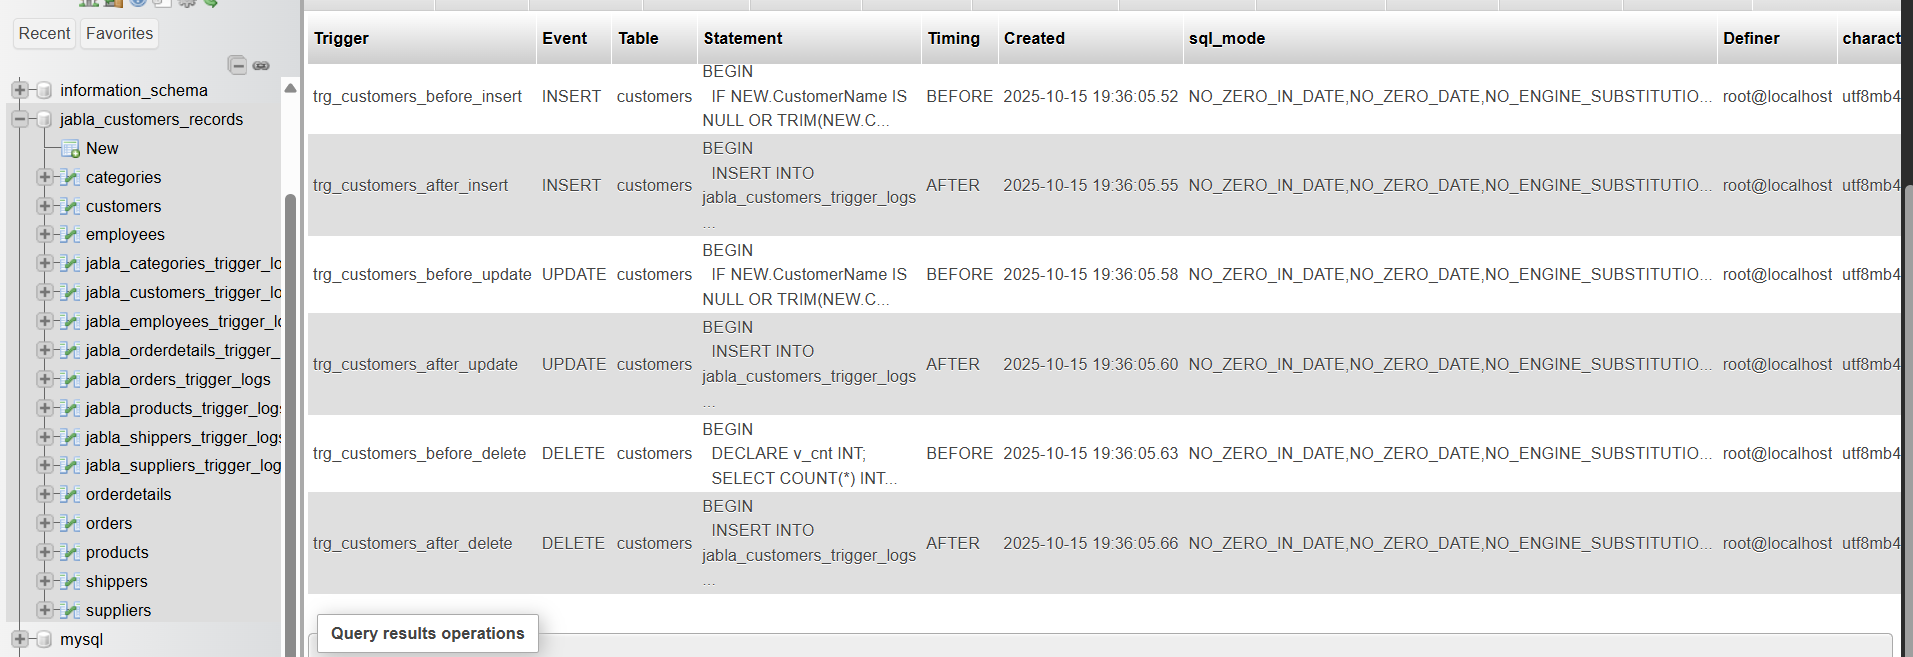 Recent
Favorites
information_schema
jabla_customers_records
New
categories
customers
employees
jabla_categories_trigger_lo
jabla_customers_trigger_lo
jabla_employees_trigger_l
jabla_orderdetails_trigger_
jabla_orders_trigger_logs
jabla_products_trigger_logs
jabla_shippers_trigger_logs
jabla_suppliers_trigger_log
orderdetails
orders
products
shippers
suppliers
mysql
Trigger Event Table Statement Timing Created sql_mode Definer charact
BEGIN
trg_customers_before_insert INSERT customers IF NEW.CustomerName IS BEFORE 2025-10-15 19:36:05.52 NO_ZERO_IN_DATE,NO_ZERO_DATE,NO_ENGINE_SUBSTITUTIO... root@localhost utf8mb4
NULL OR TRIM(NEW.C...
BEGIN
INSERT INTO
trg_customers_after_insert INSERT customers AFTER 2025-10-15 19:36:05.55 NO_ZERO_IN_DATE,NO_ZERO_DATE,NO_ENGINE_SUBSTITUTIO... root@localhost utf8mb4
jabla_customers_trigger_logs
...
BEGIN
trg_customers_before_update UPDATE customers IF NEW.CustomerName IS BEFORE 2025-10-15 19:36:05.58 NO_ZERO_IN_DATE,NO_ZERO_DATE,NO_ENGINE_SUBSTITUTIO... root@localhost utf8mb4
NULL OR TRIM(NEW.C...
BEGIN
INSERT INTO
trg_customers_after_update UPDATE customers AFTER 2025-10-15 19:36:05.60 NO_ZERO_IN_DATE,NO_ZERO_DATE,NO_ENGINE_SUBSTITUTIO... root@localhost utf8mb4
jabla_customers_trigger_logs
...
BEGIN
trg_customers_before_delete DELETE customers DECLARE v_cnt INT; BEFORE 2025-10-15 19:36:05.63 NO_ZERO_IN_DATE,NO_ZERO_DATE,NO_ENGINE_SUBSTITUTIO... root@localhost utf8mb4
SELECT COUNT(*) INT...
BEGIN
INSERT INTO
trg_customers_after_delete DELETE customers AFTER 2025-10-15 19:36:05.66 NO_ZERO_IN_DATE,NO_ZERO_DATE,NO_ENGINE_SUBSTITUTIO... root@localhost utf8mb4
jabla_customers_trigger_logs
...
Query results operations